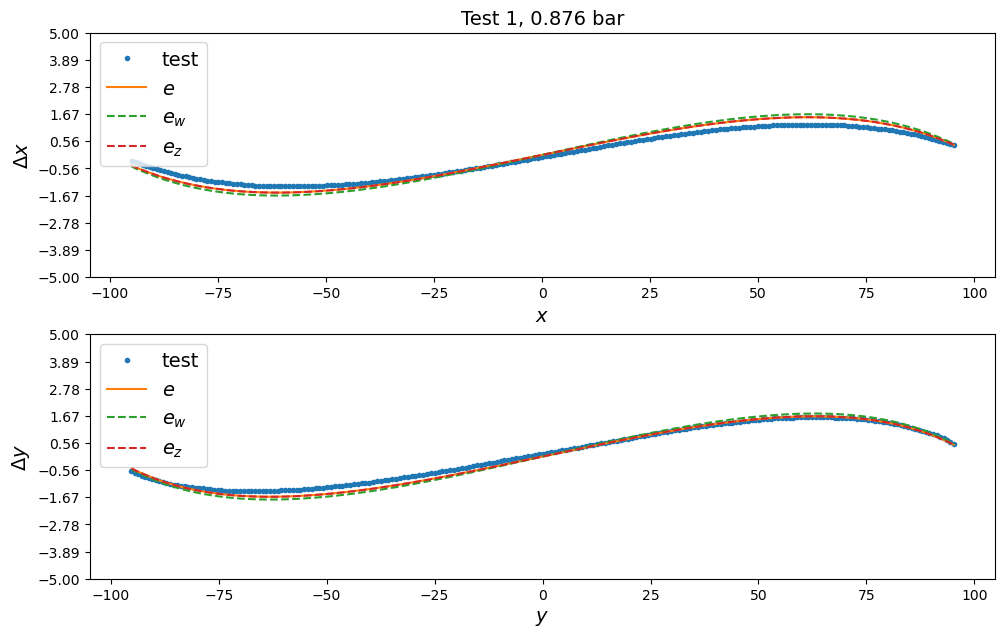 Test 1, 0.876 bar
5.00
3.89
2.78
1.67
0.56
−0.56
−1.67
−2.78
−3.89
−5.00
Δx
test
e
e_w
e_z
−100 −75 −50 −25 0 25 50 75 100
x
5.00
3.89
2.78
1.67
0.56
−0.56
−1.67
−2.78
−3.89
−5.00
Δy
test
e
e_w
e_z
−100 −75 −50 −25 0 25 50 75 100
y